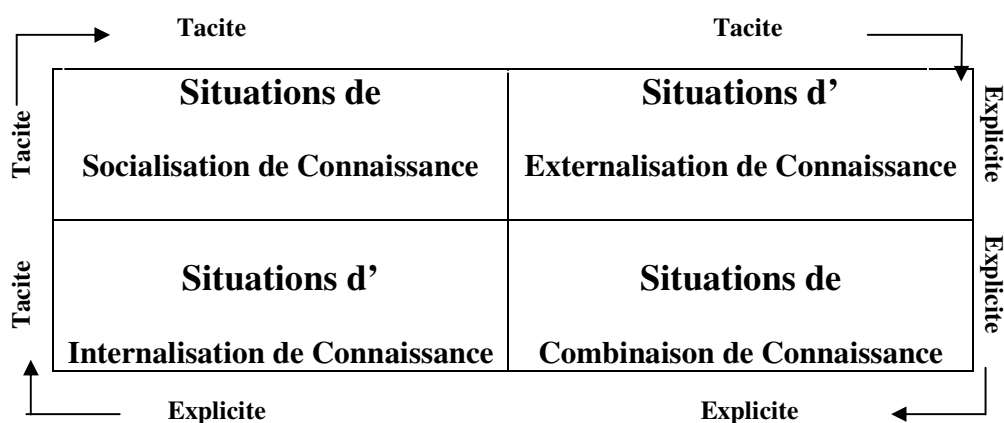 Tacite
Tacite
Tacite
Situations de
Socialisation de Connaissance
Situations d’
Externalisation de Connaissance
Explicite
Tacite
Situations d’
Internalisation de Connaissance
Situations de
Combinaison de Connaissance
Explicite
Explicite
Explicite